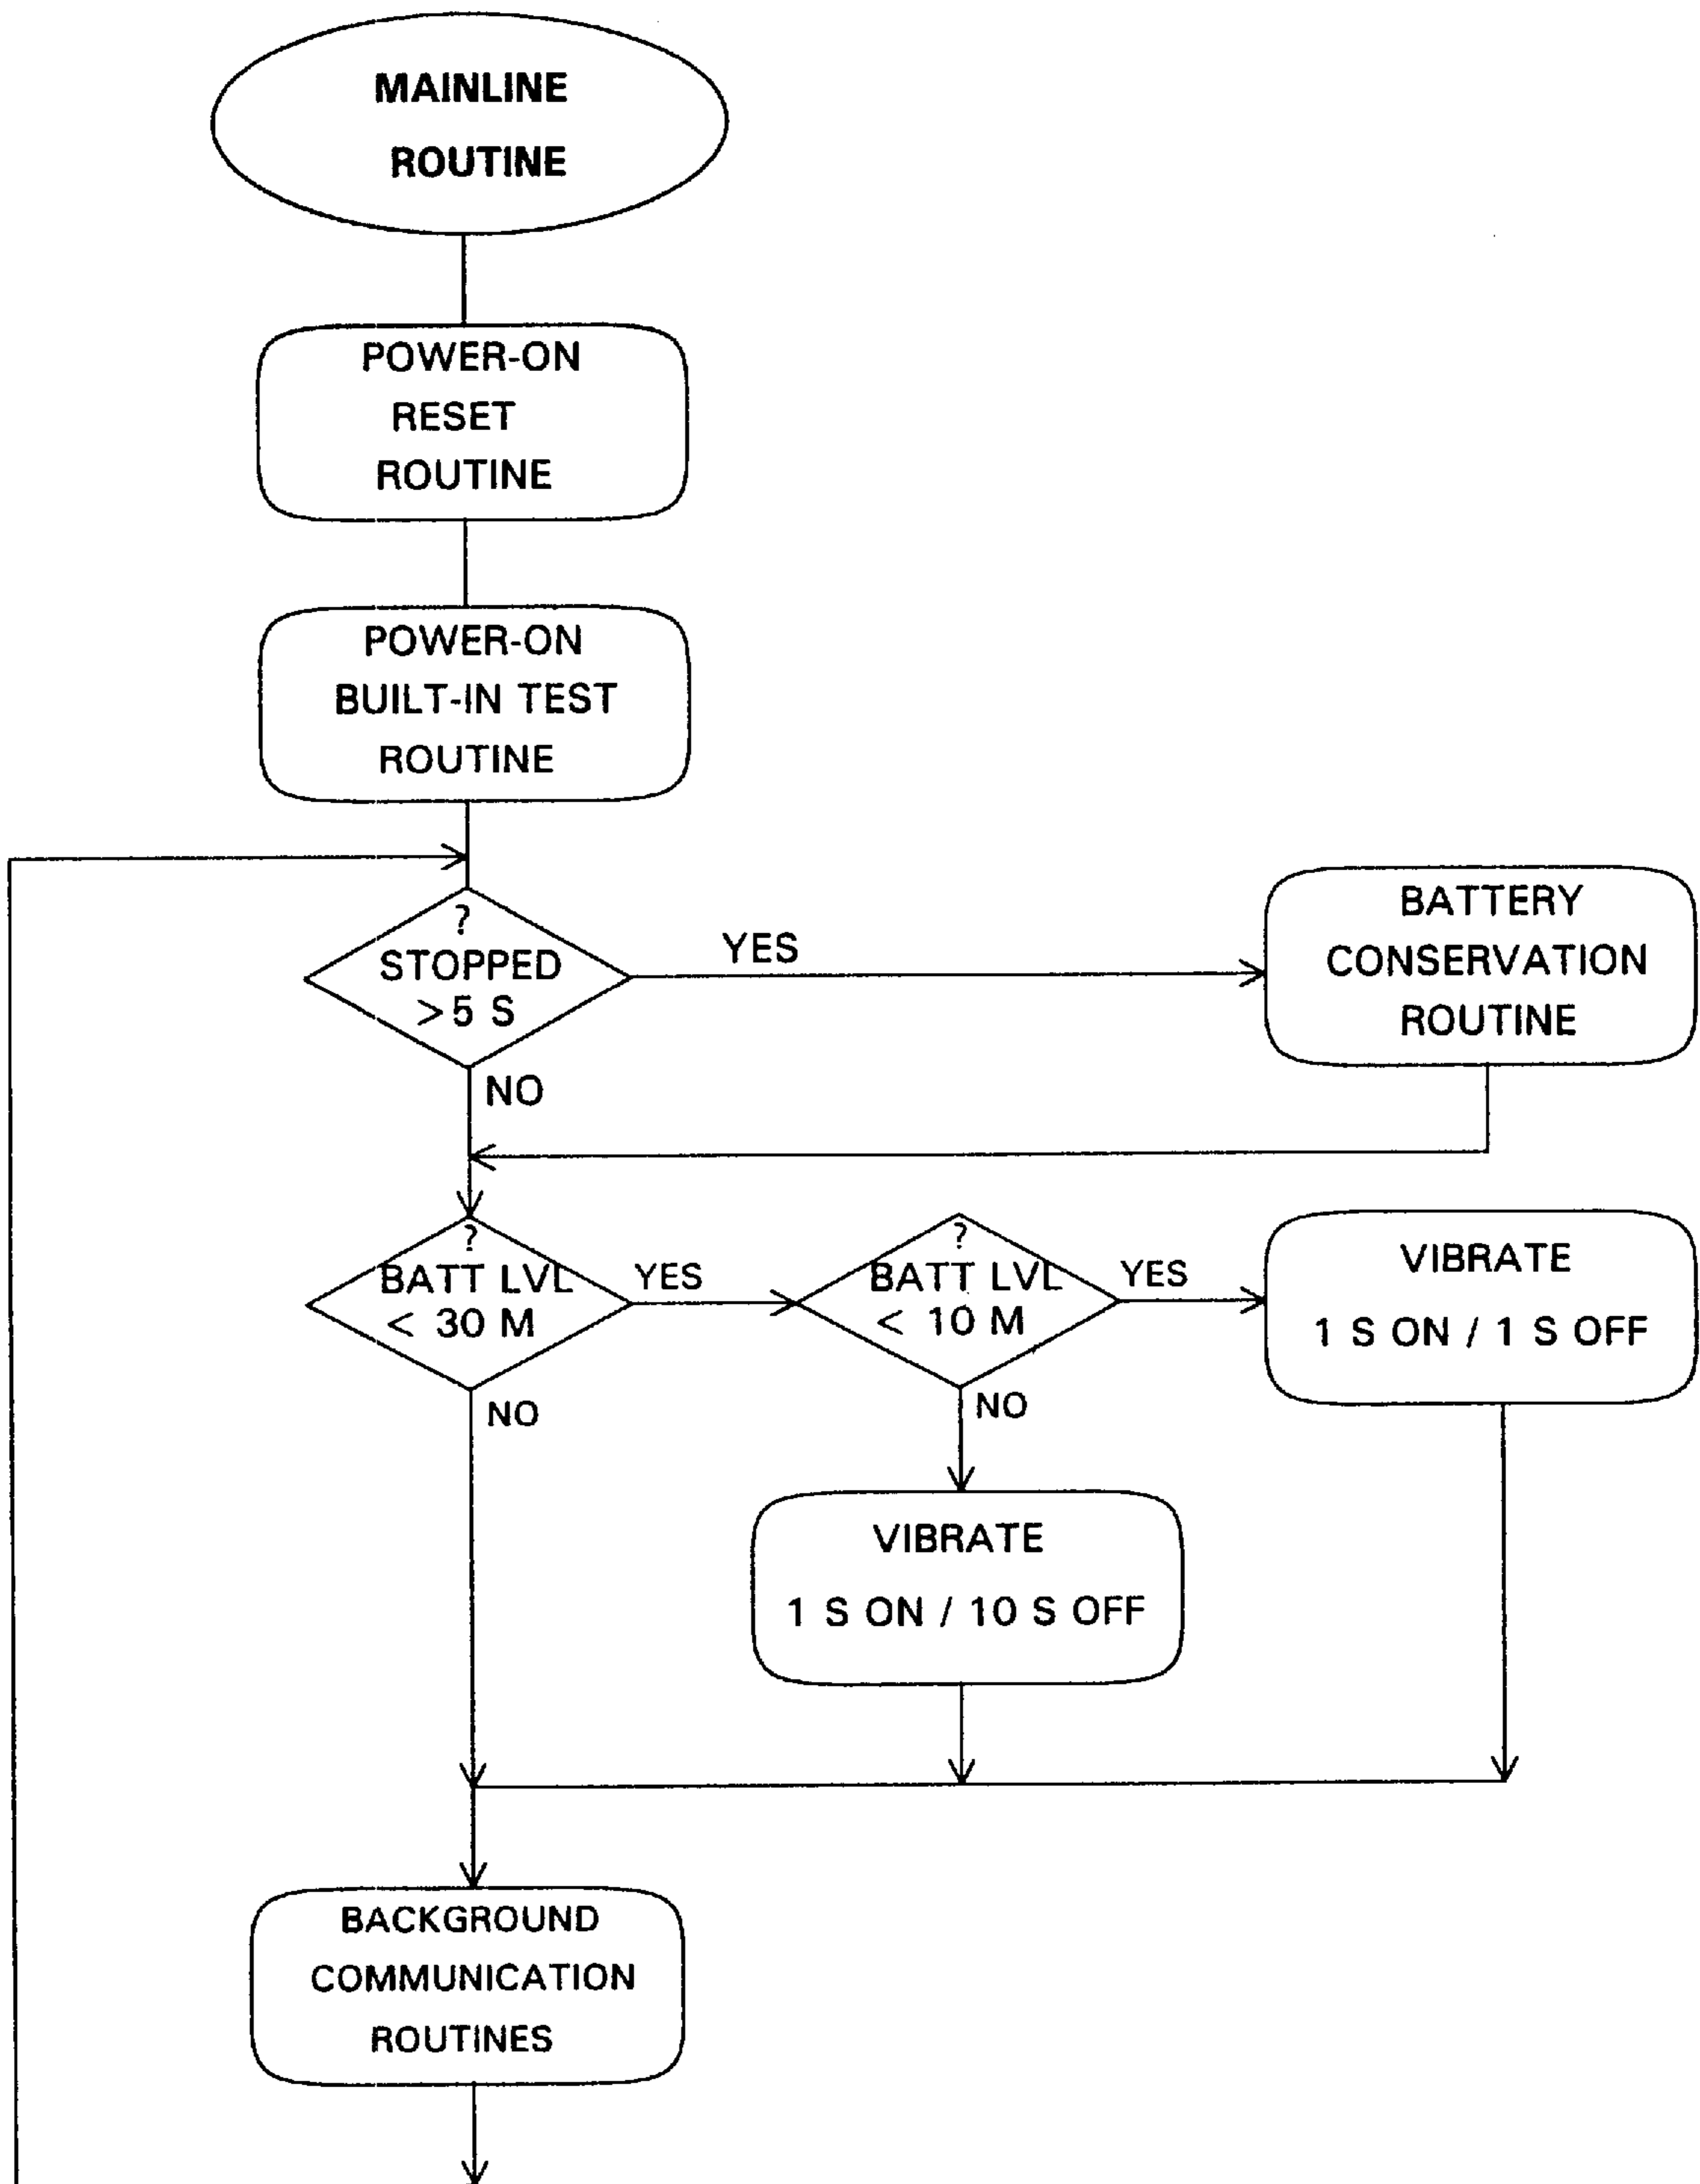 MAINLINE
ROUTINE
POWER-ON
RESET
ROUTINE
POWER-ON
BUILT-IN TEST
ROUTINE
?
STOPPED
>5 S
YES
NO
BATTERY
CONSERVATION
ROUTINE
?
BATT LVL
< 30 M
YES
NO
?
BATT LVL
< 10 M
YES
NO
VIBRATE
1 S ON / 1 S OFF
VIBRATE
1 S ON / 10 S OFF
BACKGROUND
COMMUNICATION
ROUTINES